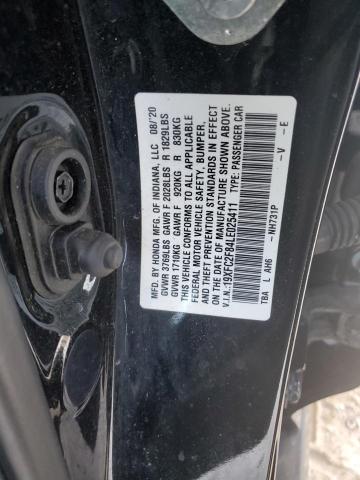 MFG. BY HONDA MFG. OF INDIANA, LLC 08/'20
GVWR 3769LBS GAWR F 2028LBS R 1829LBS
GVWR 1710KG GAWR F 920KG R 830KG
THIS VEHICLE CONFORMS TO ALL APPLICABLE
FEDERAL MOTOR VEHICLE SAFETY, BUMPER,
AND THEFT PREVENTION STANDARDS IN EFFECT
ON THE DATE OF MANUFACTURE SHOWN ABOVE.
V.I.N.:19XFC2F84LE025411 TYPE: PASSENGER CAR
TBA L AH6 -NH731P -V -E